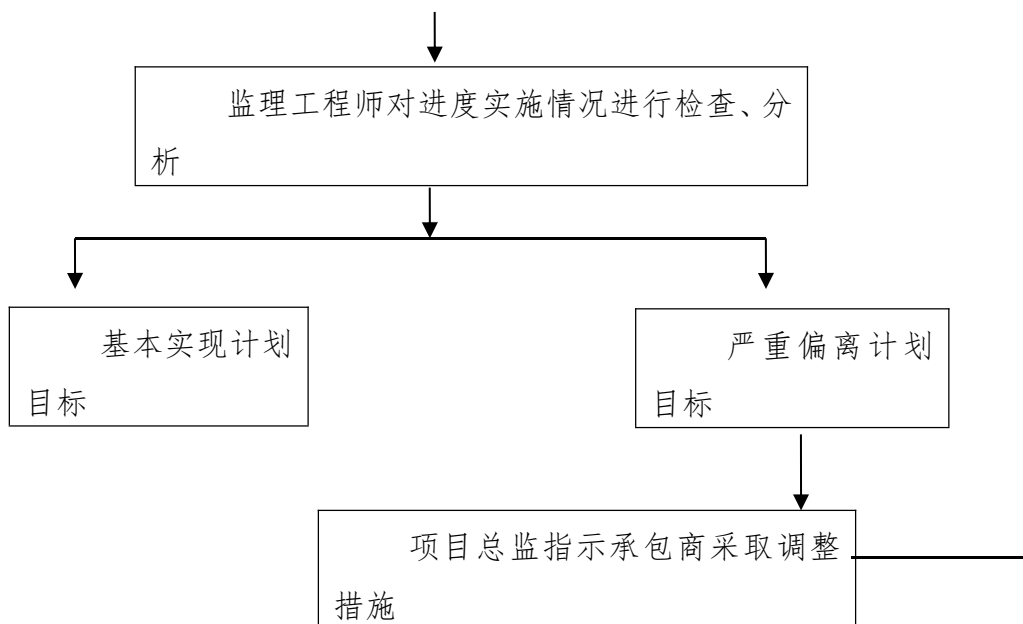 监理工程师对进度实施情况进行检查、分
析
基本实现计划
目标
严重偏离计划
目标
项目总监指示承包商采取调整
措施